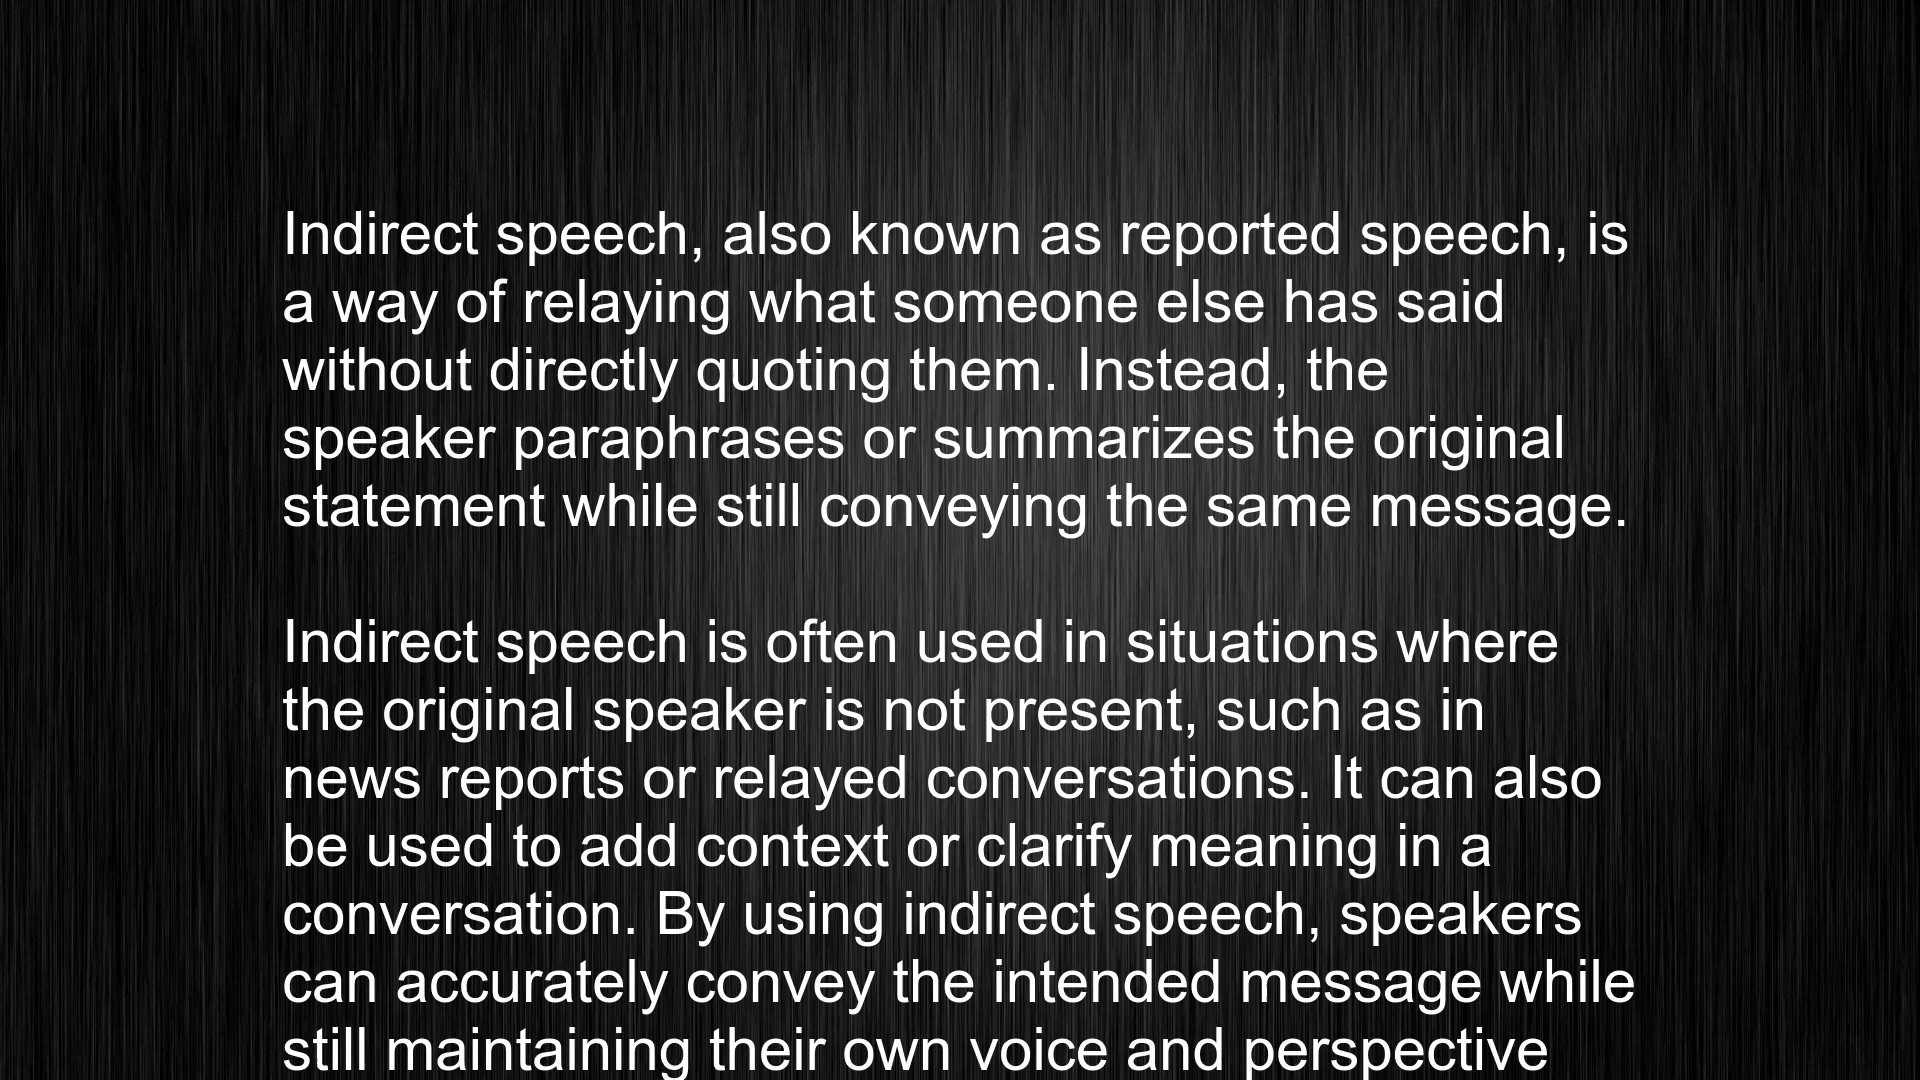 Indirect speech, also known as reported speech, is
a way of relaying what someone else has said
without directly quoting them. Instead, the
speaker paraphrases or summarizes the original
statement while still conveying the same message.
Indirect speech is often used in situations where
the original speaker is not present, such as in
news reports or relayed conversations. It can also
be used to add context or clarify meaning in a
conversation. By using indirect speech, speakers
can accurately convey the intended message while
still maintaining their own voice and perspective